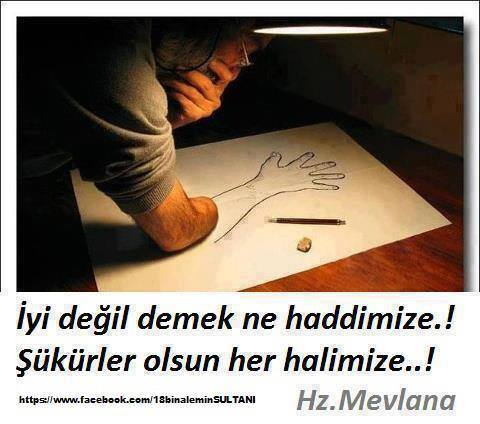 İyi değil demek ne haddimize.!
Şükürler olsun her halimize..!
https://www.facebook.com/18binaleminSULTANI
Hz.Mevlana